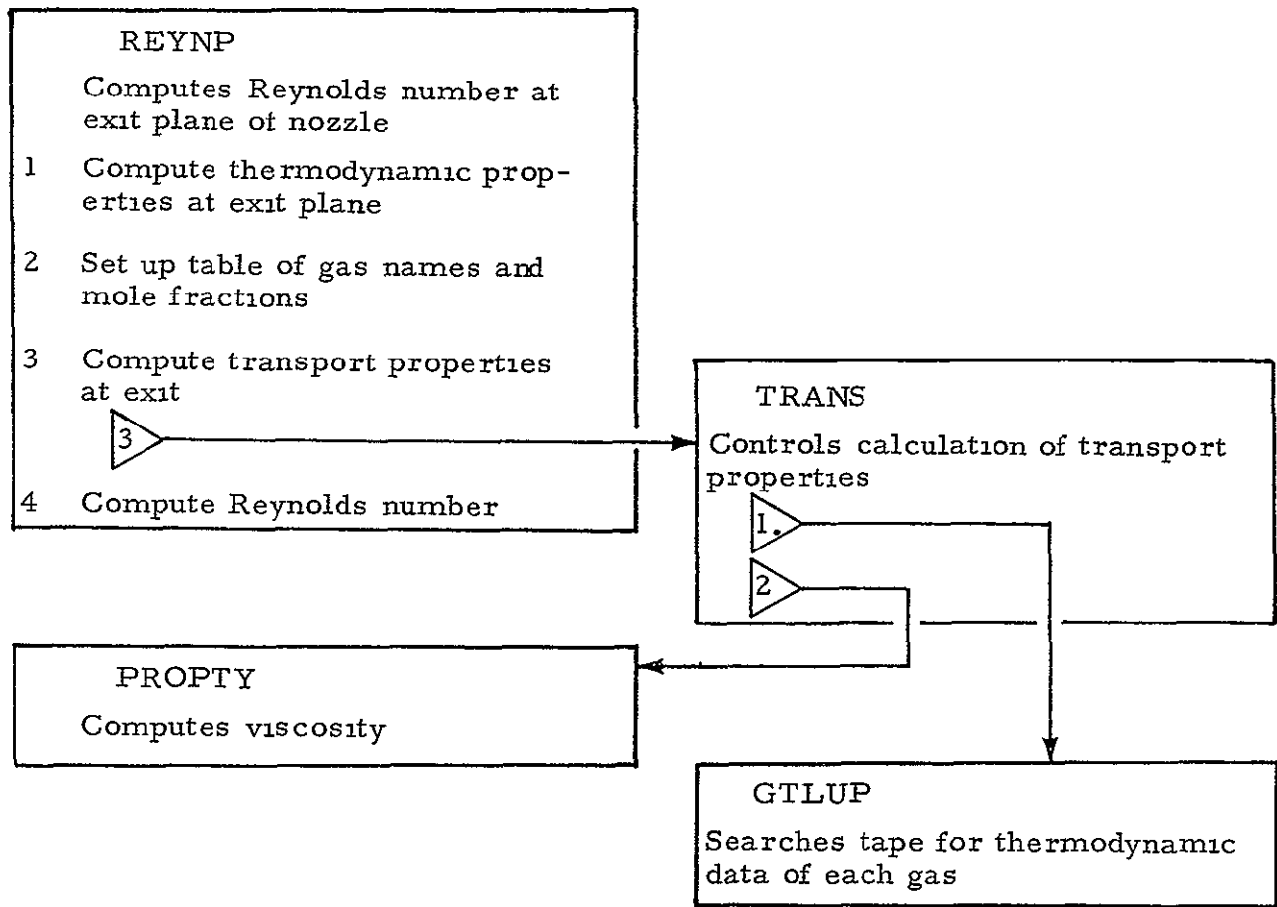 REYNP
Computes Reynolds number at
exit plane of nozzle
1 Compute thermodynamic prop-
erties at exit plane
2 Set up table of gas names and
mole fractions
3 Compute transport properties
at exit
3
4 Compute Reynolds number
TRANS
Controls calculation of transport
properties
1.
2
PROPTY
Computes viscosity
GTLUP
Searches tape for thermodynamic
data of each gas